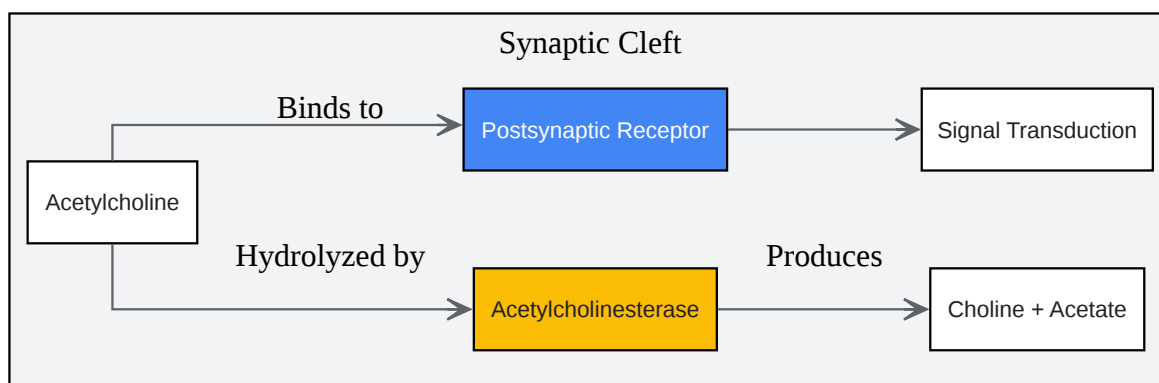 Synaptic Cleft
Binds to
Postsynaptic Receptor
Signal Transduction
Acetylcholine
Hydrolyzed by
Produces
Acetylcholinesterase
Choline + Acetate